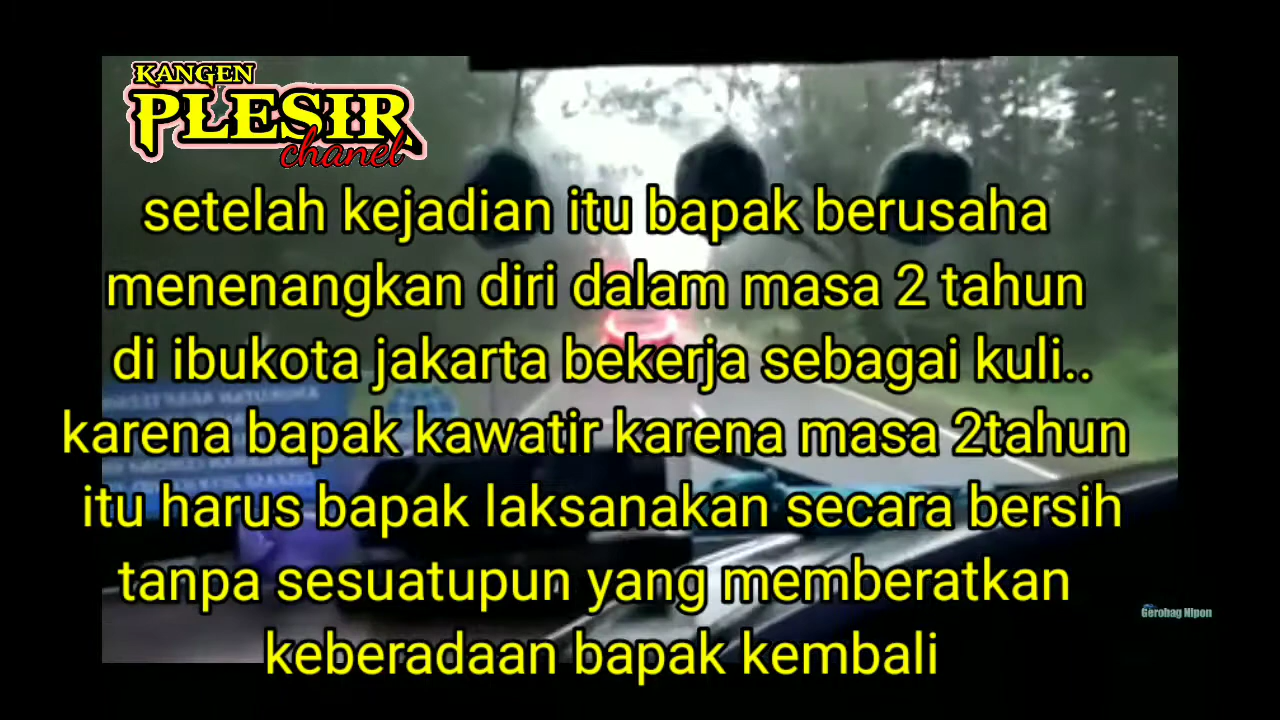 KANGEN
PLESIR
chanel
setelah kejadian itu bapak berusaha
menenangkan diri dalam masa 2 tahun
di ibukota jakarta bekerja sebagai kuli..
karena bapak kawatir karena masa 2tahun
itu harus bapak laksanakan secara bersih
tanpa sesuatupun yang memberatkan
keberadaan bapak kembali
Gerobag Nipon